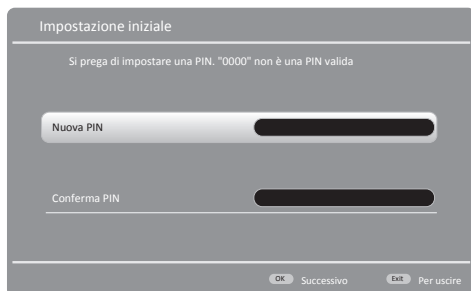 Impostazione iniziale
Si prega di impostare una PIN. "0000" non è una PIN valida
Nuova PIN
Conferma PIN
OK Successivo Exit Per uscire